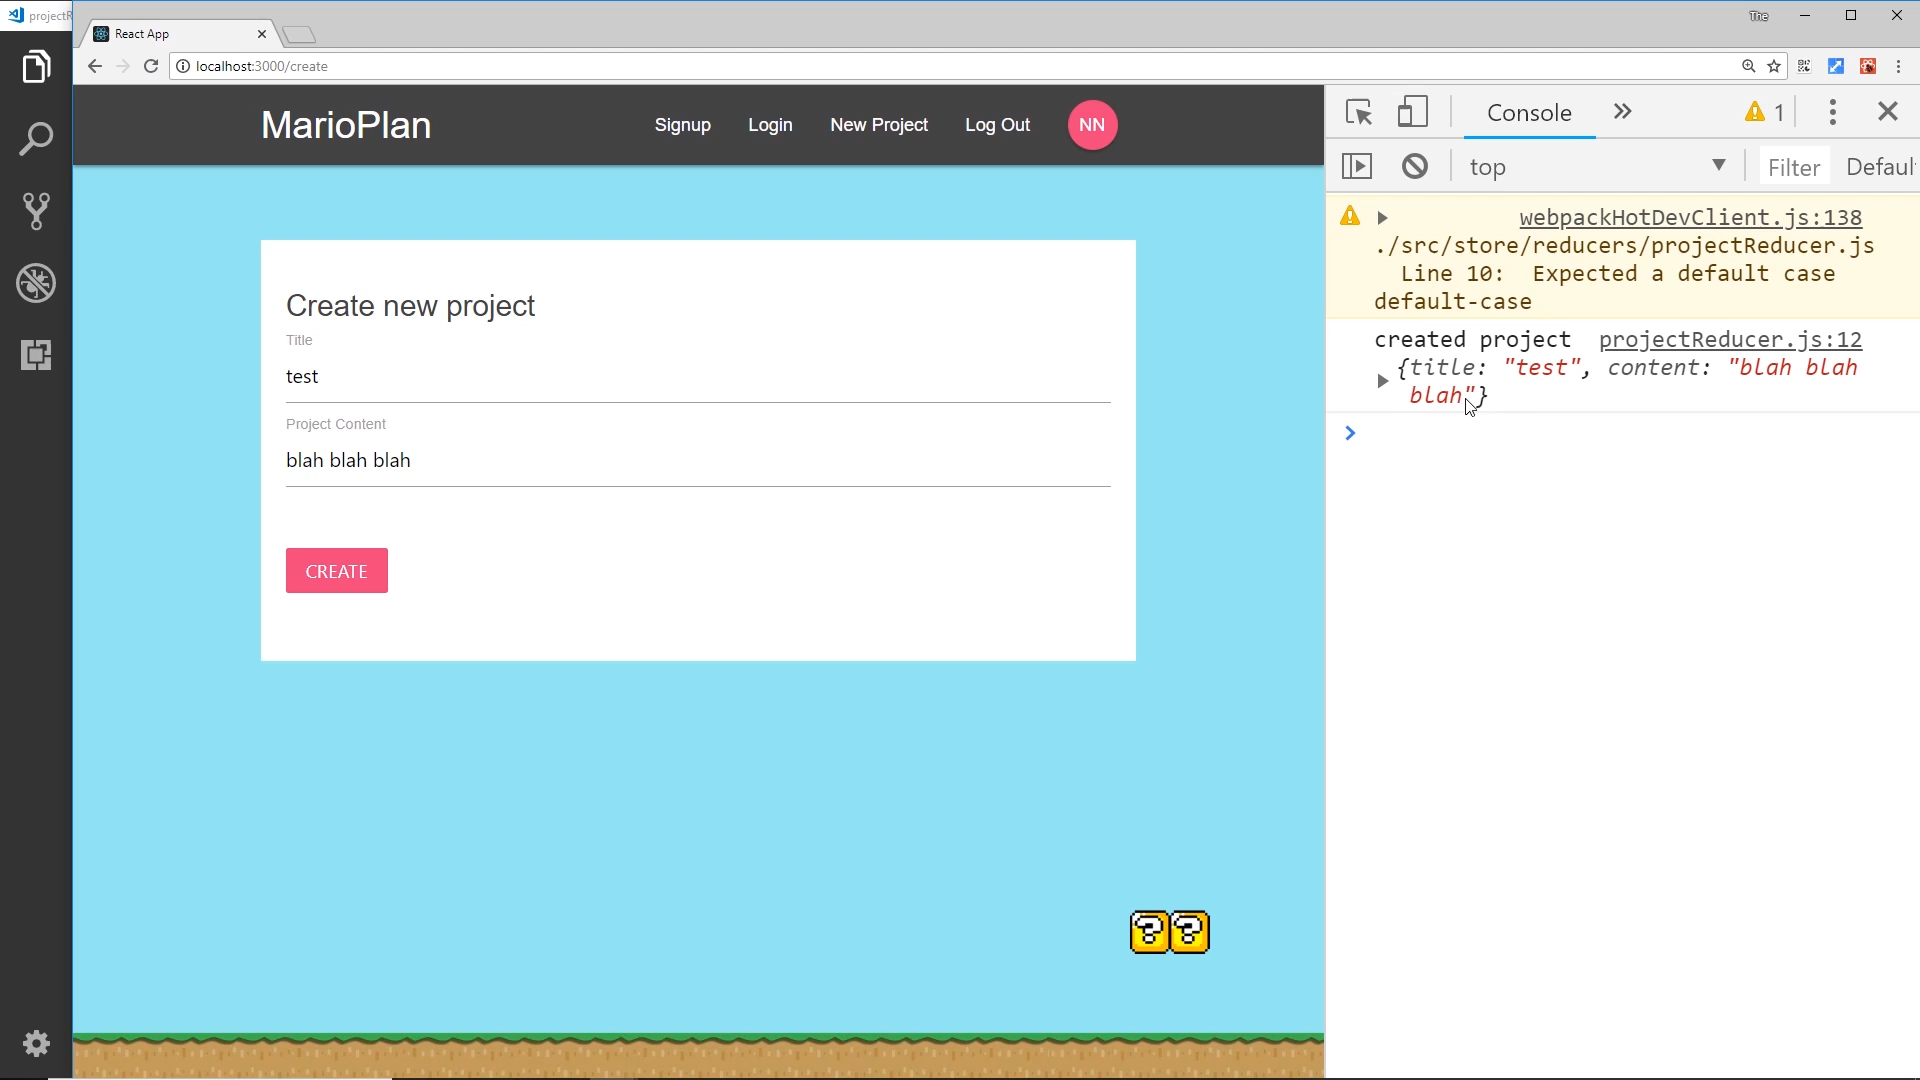 projectR
The
React App
localhost:3000/create
MarioPlan
Signup
Login
New Project
Log Out
NN
Create new project
Title
test
Project Content
blah blah blah
CREATE
Console
1
top
Filter
Defaul
webpackHotDevClient.js:138
./src/store/reducers/projectReducer.js
Line 10: Expected a default case
default-case
created project projectReducer.js:12
{title: "test", content: "blah blah
blah"}